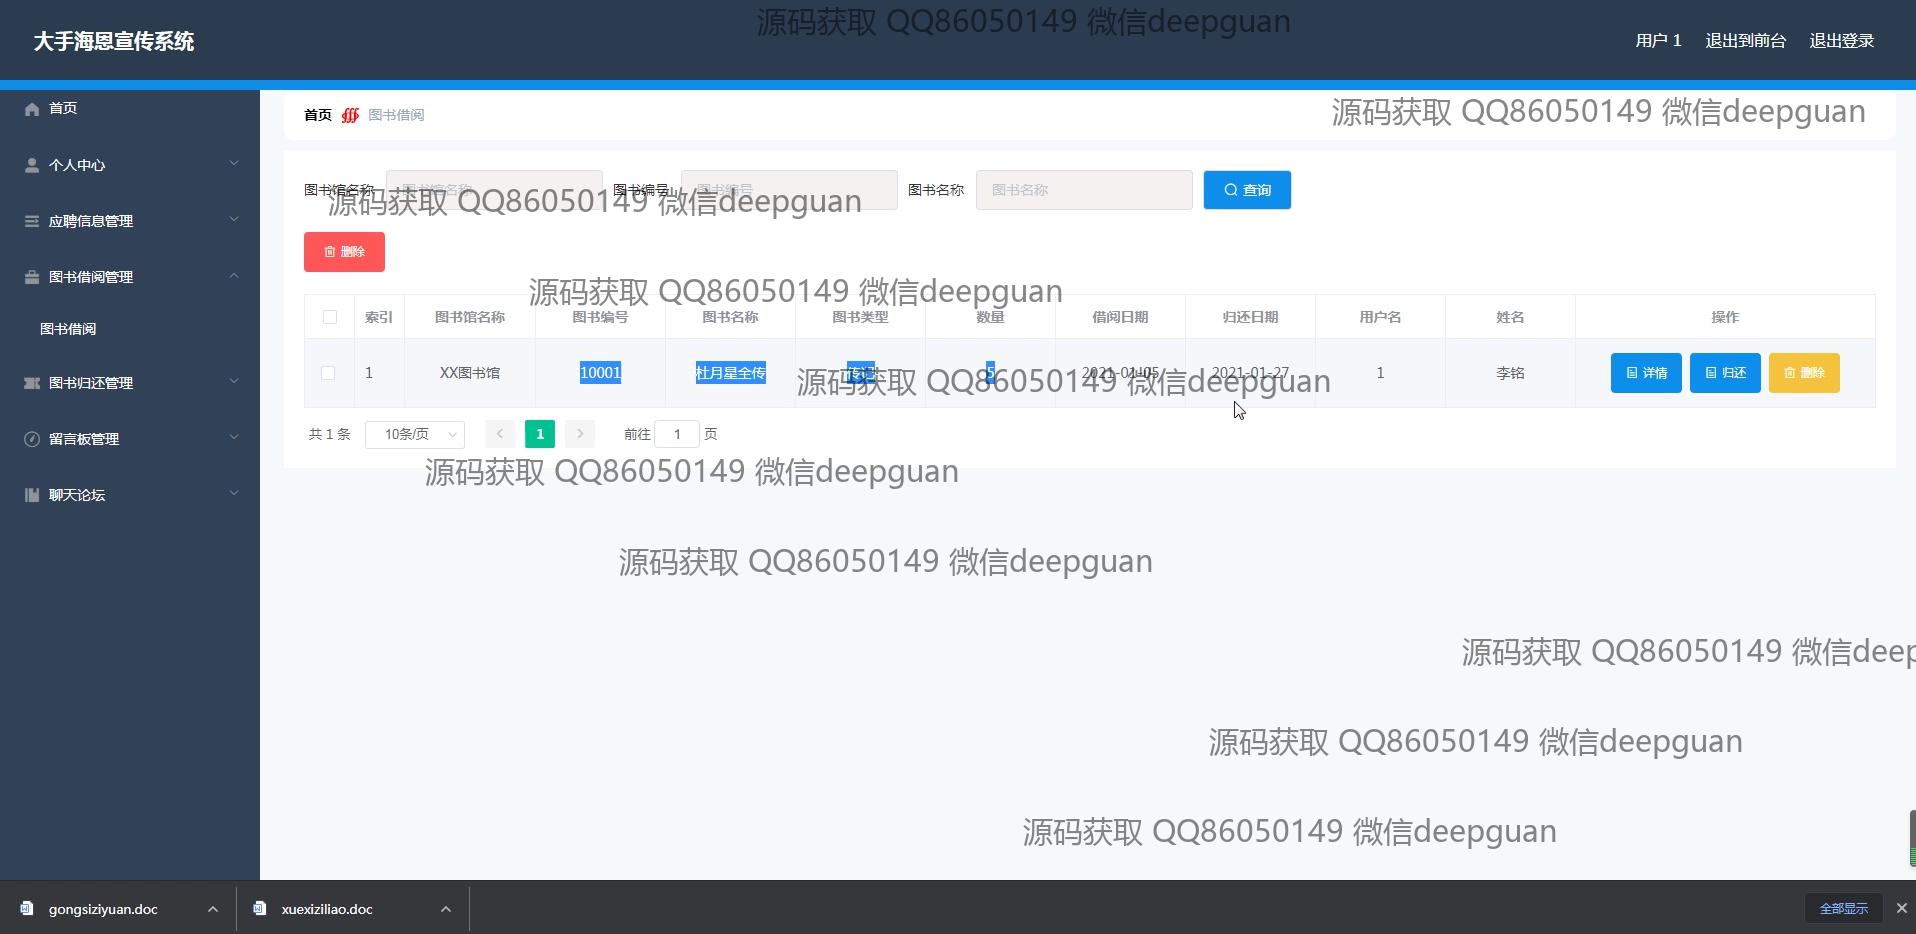 源码获取 QQ86050149 微信deepguan
大手海恩宣传系统
用户 1 退出到前台 退出登录
首页
个人中心
应聘信息管理
图书借阅管理
图书借阅
图书归还管理
留言板管理
聊天论坛
首页 图书借阅
源码获取 QQ86050149 微信deepguan
图书馆名称 图书馆名称 图书编号 图书编号 图书名称 图书名称 查询
源码获取 QQ86050149 微信deepguan
删除
源码获取 QQ86050149 微信deepguan
索引 图书馆名称 图书编号 图书名称 图书类型 数量 借阅日期 归还日期 用户名 姓名 操作
1 XX图书馆 10001 杜月星全传 传记 5 2021-01-05 2021-01-27 1 李铭 详情 归还 删除
源码获取 QQ86050149 微信deepguan
共 1 条 10条/页 1 前往 1 页
源码获取 QQ86050149 微信deepguan
源码获取 QQ86050149 微信deepguan
源码获取 QQ86050149 微信deep
源码获取 QQ86050149 微信deepguan
源码获取 QQ86050149 微信deepguan
gongsiziyuan.doc xuexiziliao.doc 全部显示